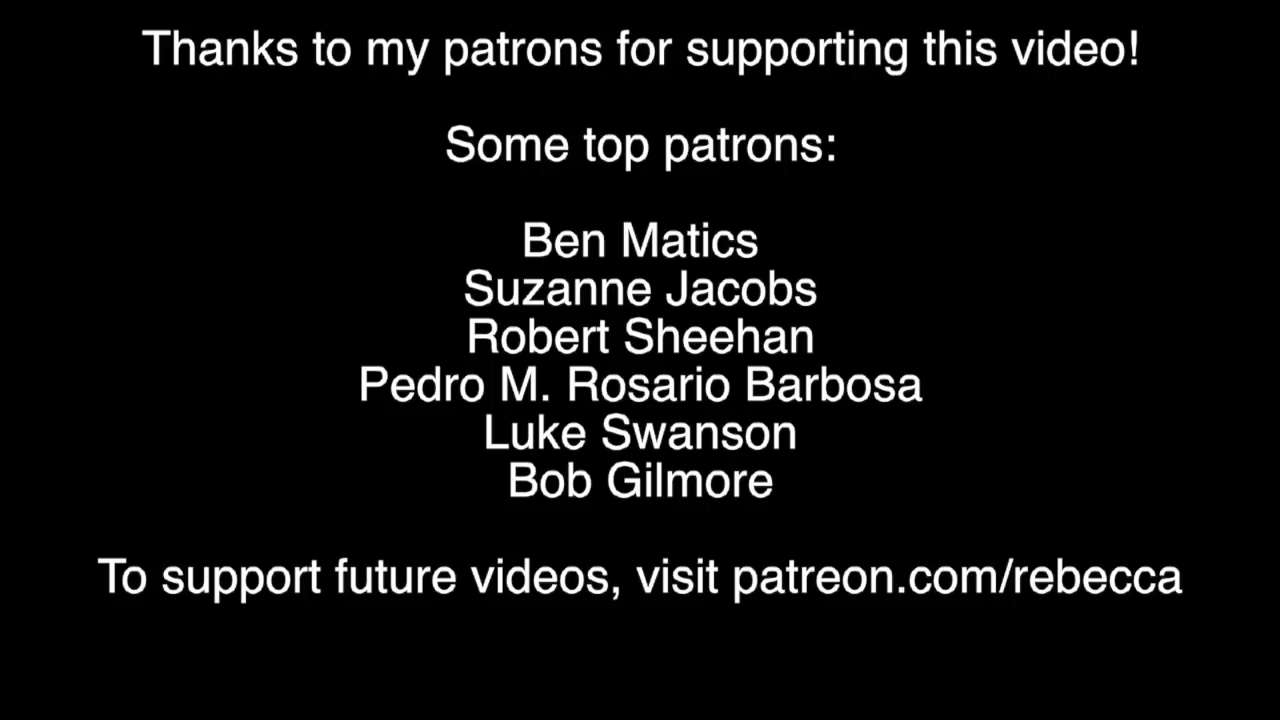 Thanks to my patrons for supporting this video!
Some top patrons:
Ben Matics
Suzanne Jacobs
Robert Sheehan
Pedro M. Rosario Barbosa
Luke Swanson
Bob Gilmore
To support future videos, visit patreon.com/rebecca